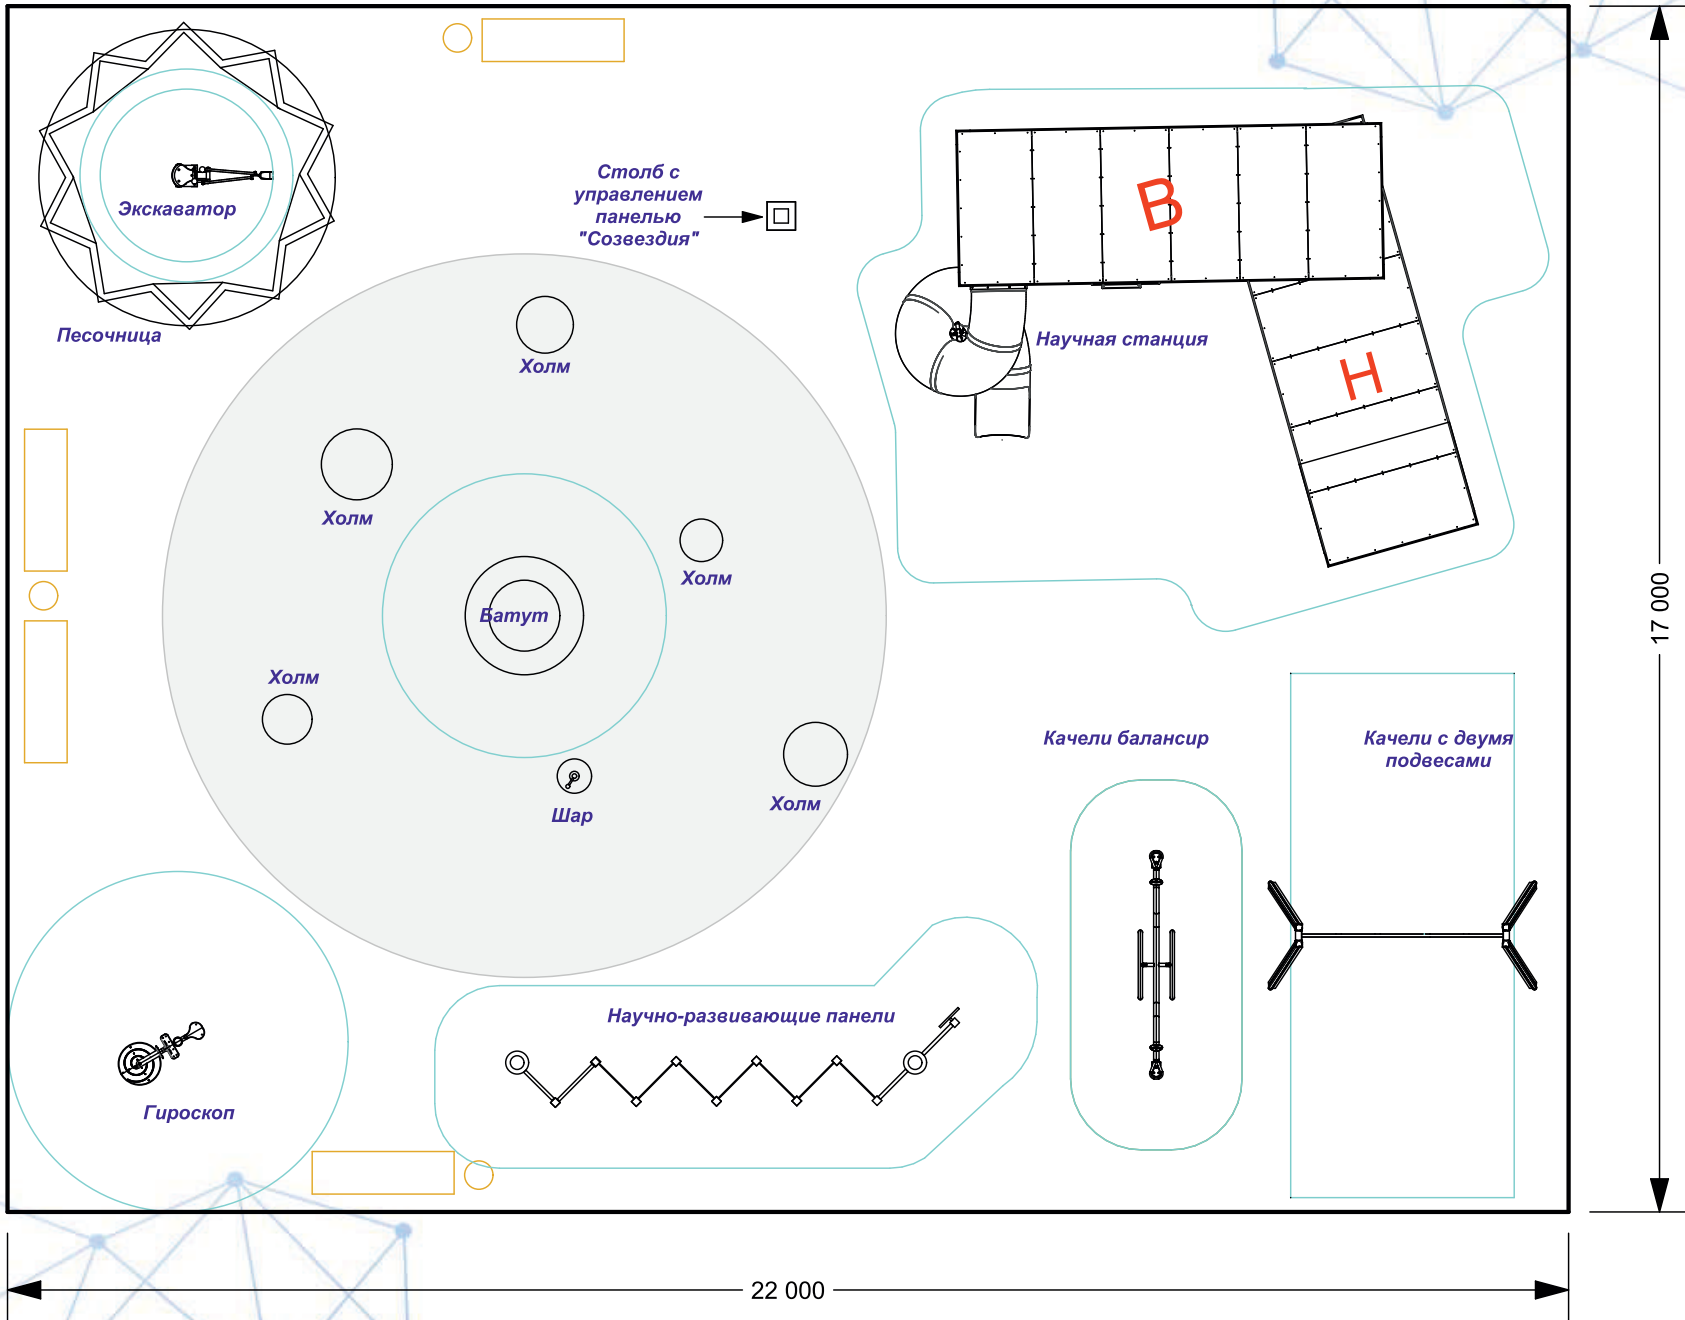 Столб с
управлением
панелью
"Созвездия"
Экскаватор
Песочница
В
Научная станция
Н
Холм
Холм
Холм
Батут
Холм
Холм
Шар
Качели балансир
Качели с двумя
подвесами
Научно-развивающие панели
Гироскоп
17 000
22 000